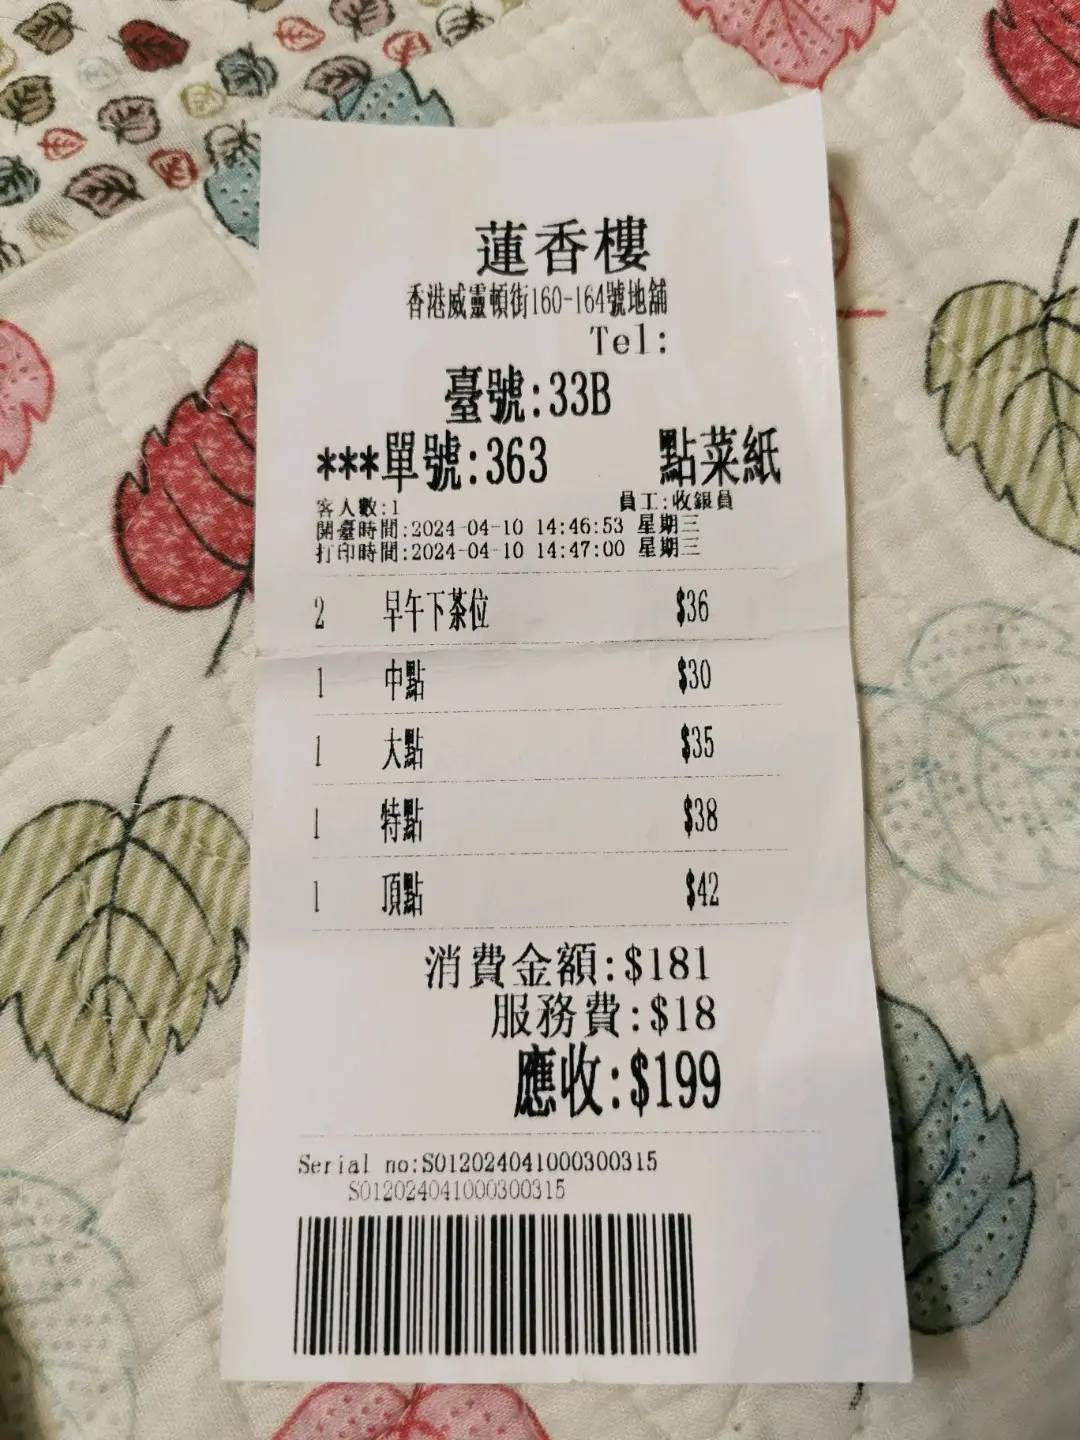 蓮香樓
香港威靈頓街160-164號地舖
Tel:
臺號:33B
***單號:363 點菜紙
客人數:1 員工:收銀員
開臺時間:2024-04-10 14:46:53 星期三
打印時間:2024-04-10 14:47:00 星期三
2 早午下茶位 $36
1 中點 $30
1 大點 $35
1 特點 $38
1 頂點 $42
消費金額:$181
服務費:$18
應收:$199
Serial no:S012024041000300315
S012024041000300315